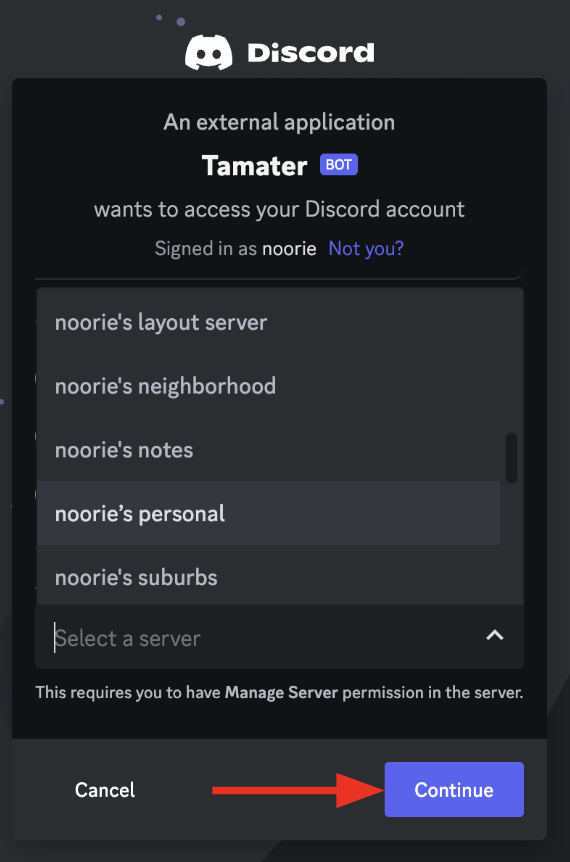 Discord
An external application
Tamater BOT
wants to access your Discord account
Signed in as noorie Not you?
noorie's layout server
noorie's neighborhood
noorie's notes
noorie’s personal
noorie's suburbs
Select a server
This requires you to have Manage Server permission in the server.
Cancel Continue